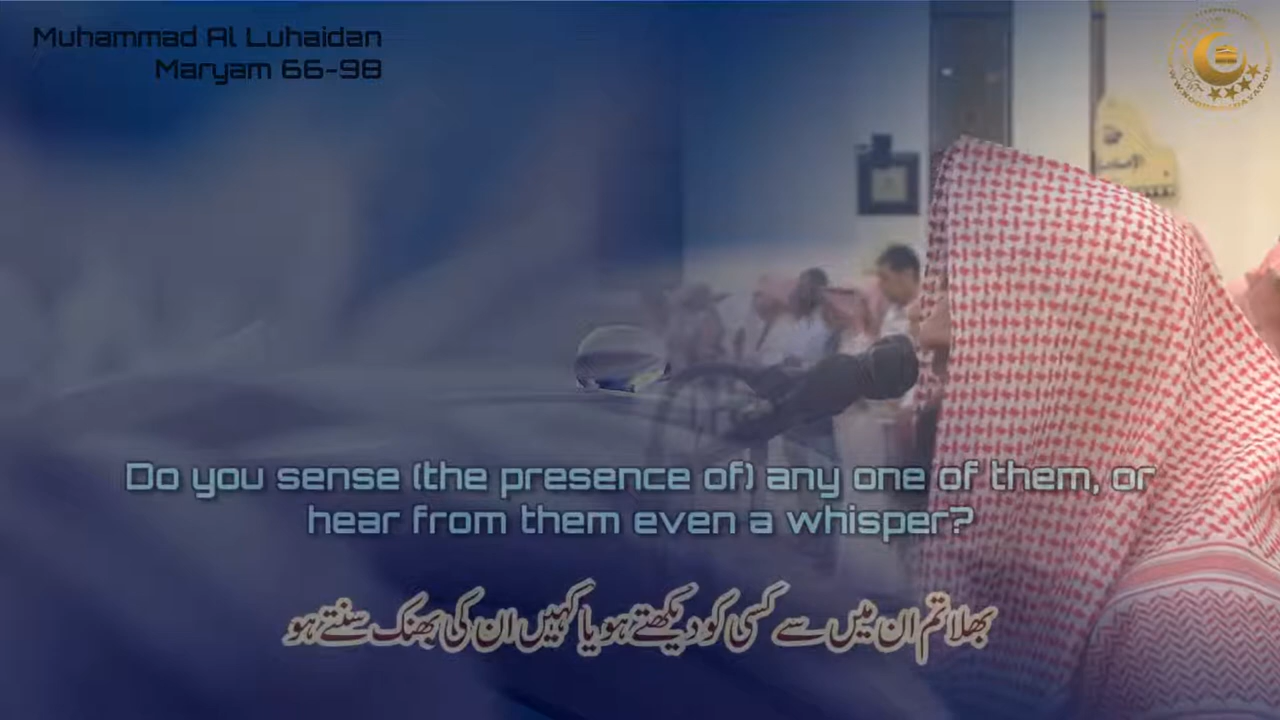 Muhammad Al Luhaidan
Maryam 66-98
Do you sense (the presence of) any one of them, or
hear from them even a whisper?
بھلا تم ان میں سے کسی کو دیکھتے ہو یا کہیں ان کی بھنک سنتے ہو